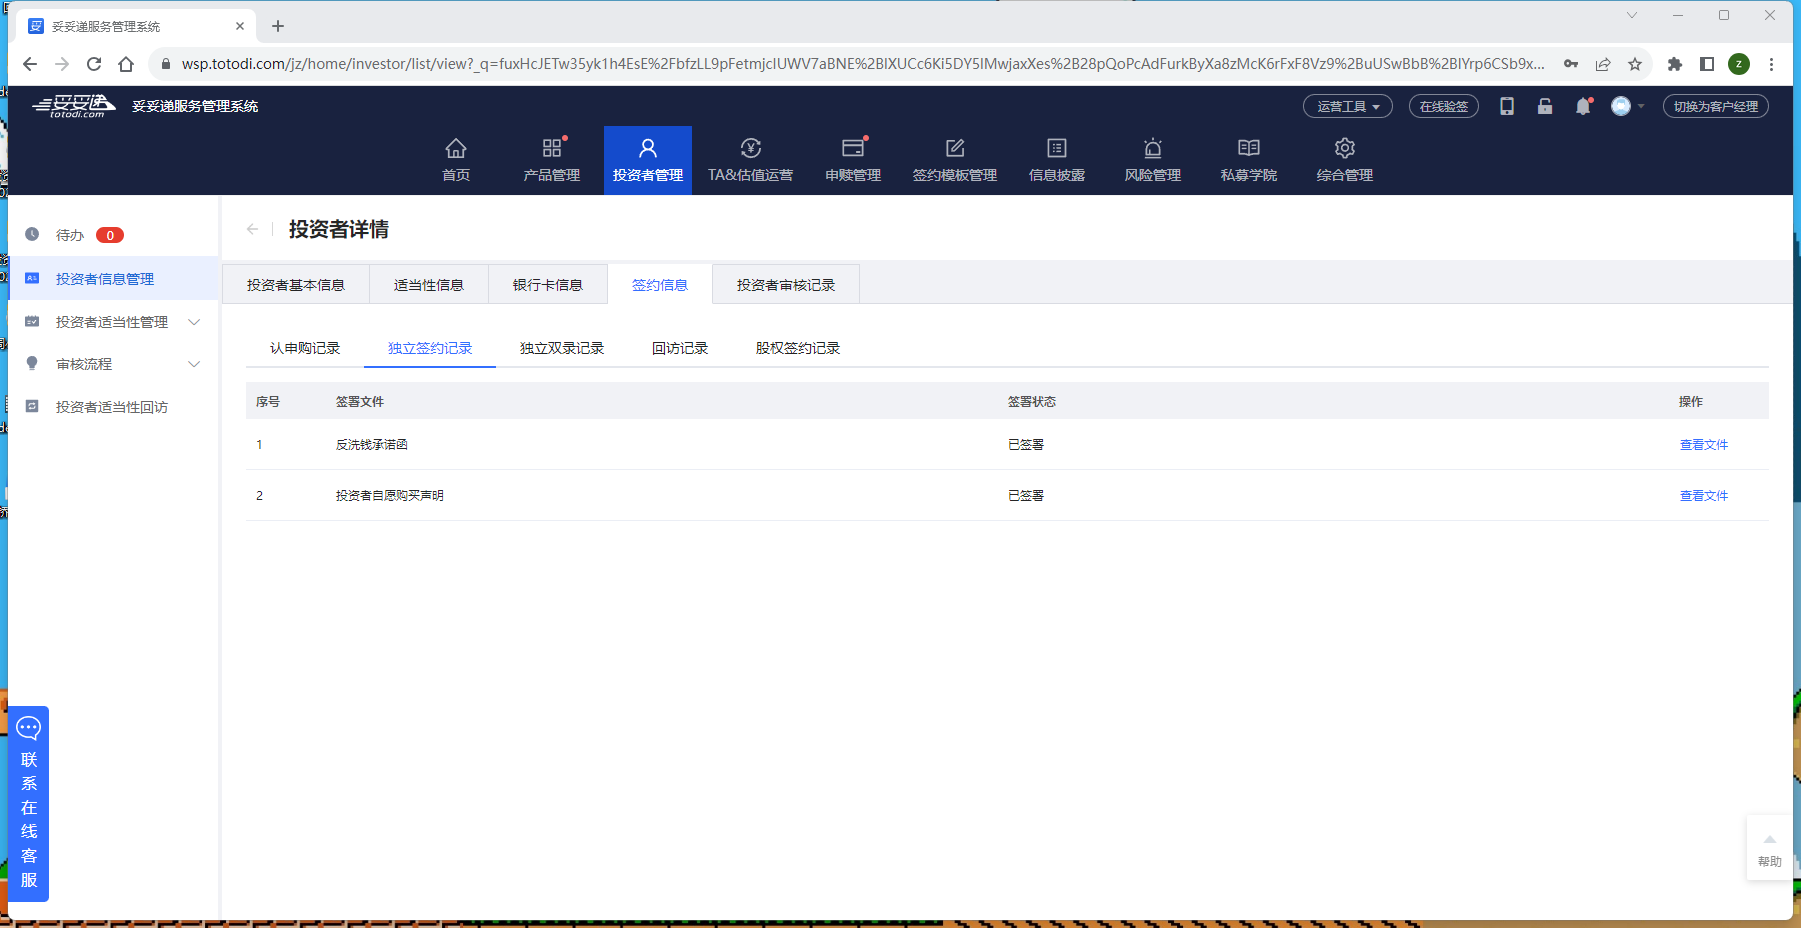 妥妥递服务管理系统
wsp.totodi.com/jz/home/investor/list/view?_q=fuxHcJETw35yk1h4EsE%2FbfzLL9pFetmjcIUWV7aBNE%2BIXUCc6Ki5DY5IMwjaxXes%2B28pQoPcAdFurkByXa8zMcK6rFxF8Vz9%2BuUSwBbB%2BIYrp6CSb9x...
z
妥妥递
totodi.com
妥妥递服务管理系统
运营工具
在线验签
切换为客户经理
首页
产品管理
投资者管理
TA&估值运营
申赎管理
签约模板管理
信息披露
风险管理
私募学院
综合管理
待办 0
投资者信息管理
投资者适当性管理
审核流程
投资者适当性回访
投资者详情
投资者基本信息
适当性信息
银行卡信息
签约信息
投资者审核记录
认申购记录
独立签约记录
独立双录记录
回访记录
股权签约记录
序号 签署文件 签署状态 操作
1 反洗钱承诺函 已签署 查看文件
2 投资者自愿购买声明 已签署 查看文件
联
系
在
线
客
服
帮助